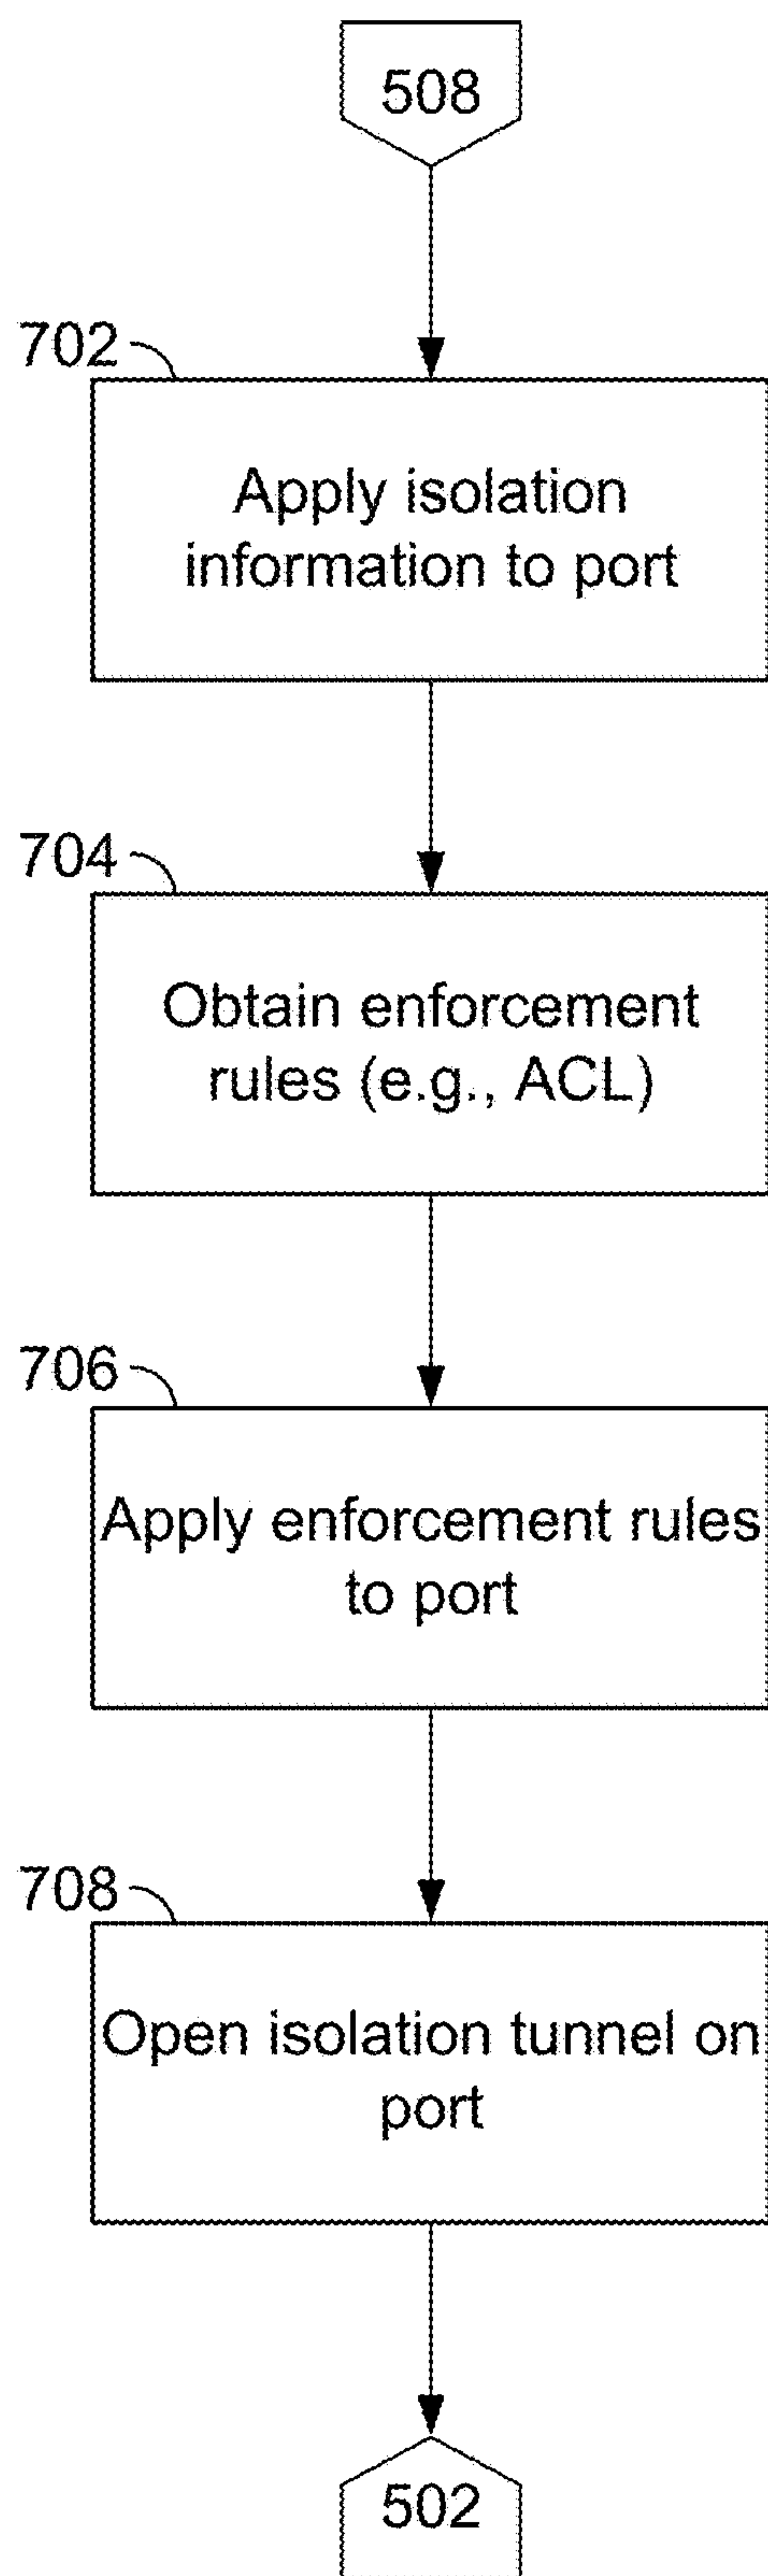 508
702
Apply isolation
information to port
704
Obtain enforcement
rules (e.g., ACL)
706
Apply enforcement rules
to port
708
Open isolation tunnel on
port
502